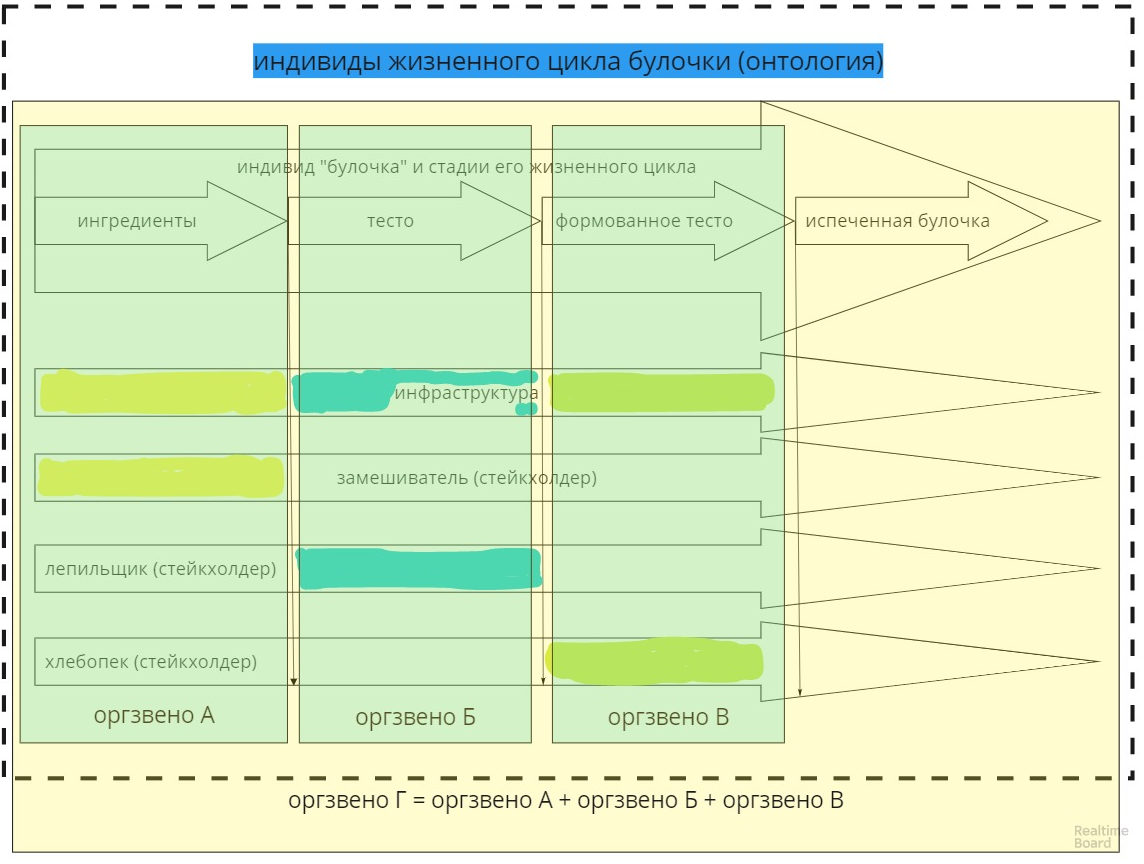 индивиды жизненного цикла булочки (онтология)
индивид "булочка" и стадии его жизненного цикла
ингредиенты
тесто
формованное тесто
испеченная булочка
инфраструктура
замешиватель (стейкхолдер)
лепильщик (стейкхолдер)
хлебопек (стейкхолдер)
оргзвено А
оргзвено Б
оргзвено В
оргзвено Г = оргзвено А + оргзвено Б + оргзвено В
Realtime
Board